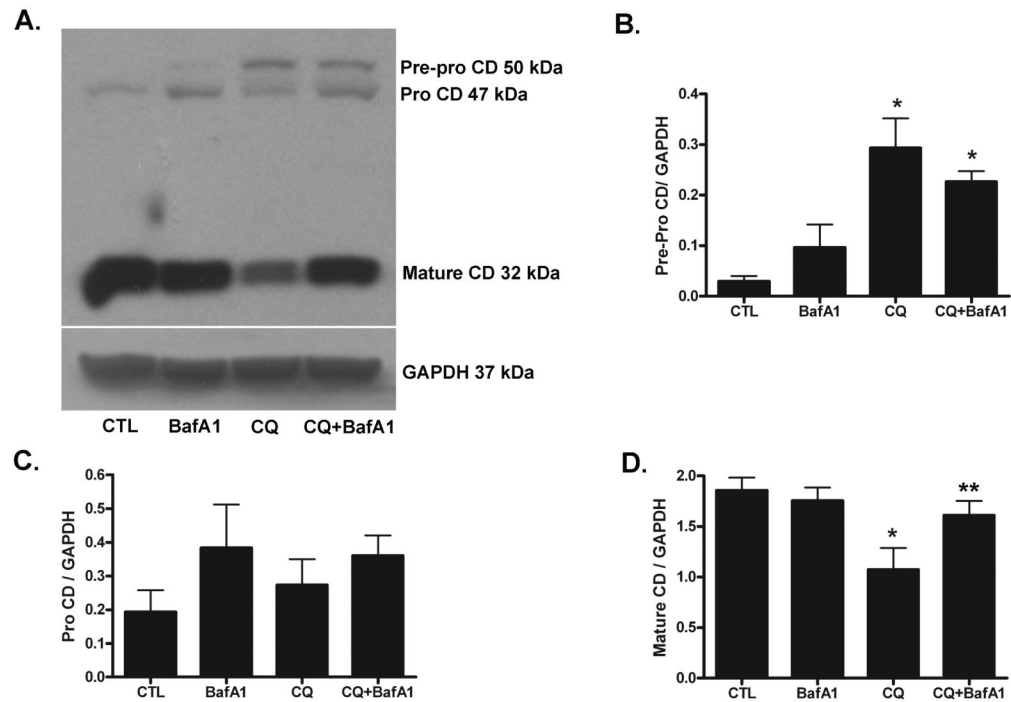 A.
Pre-pro CD 50 kDa
Pro CD 47 kDa
Mature CD 32 kDa
GAPDH 37 kDa
CTL BafA1 CQ CQ+BafA1
B.
Pre-Pro CD/ GAPDH
0.4
0.3
0.2
0.1
0.0
*
*
CTL BafA1 CQ CQ+BafA1
C.
Pro CD / GAPDH
0.6
0.5
0.4
0.3
0.2
0.1
0.0
CTL BafA1 CQ CQ+BafA1
D.
Mature CD / GAPDH
2.0
1.5
1.0
0.5
0.0
*
**
CTL BafA1 CQ CQ+BafA1